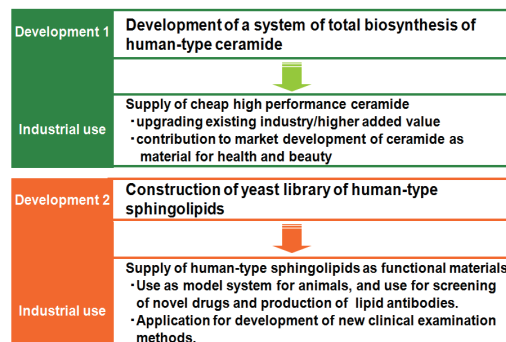 Development 1
Development of a system of total biosynthesis of
human-type ceramide
Industrial use
Supply of cheap high performance ceramide
・upgrading existing industry/higher added value
・contribution to market development of ceramide as
material for health and beauty
Development 2
Construction of yeast library of human-type
sphingolipids
Industrial use
Supply of human-type sphingolipids as functional materials
・Use as model system for animals, and use for screening
of novel drugs and production of lipid antibodies.
・Application for development of new clinical examination
methods.